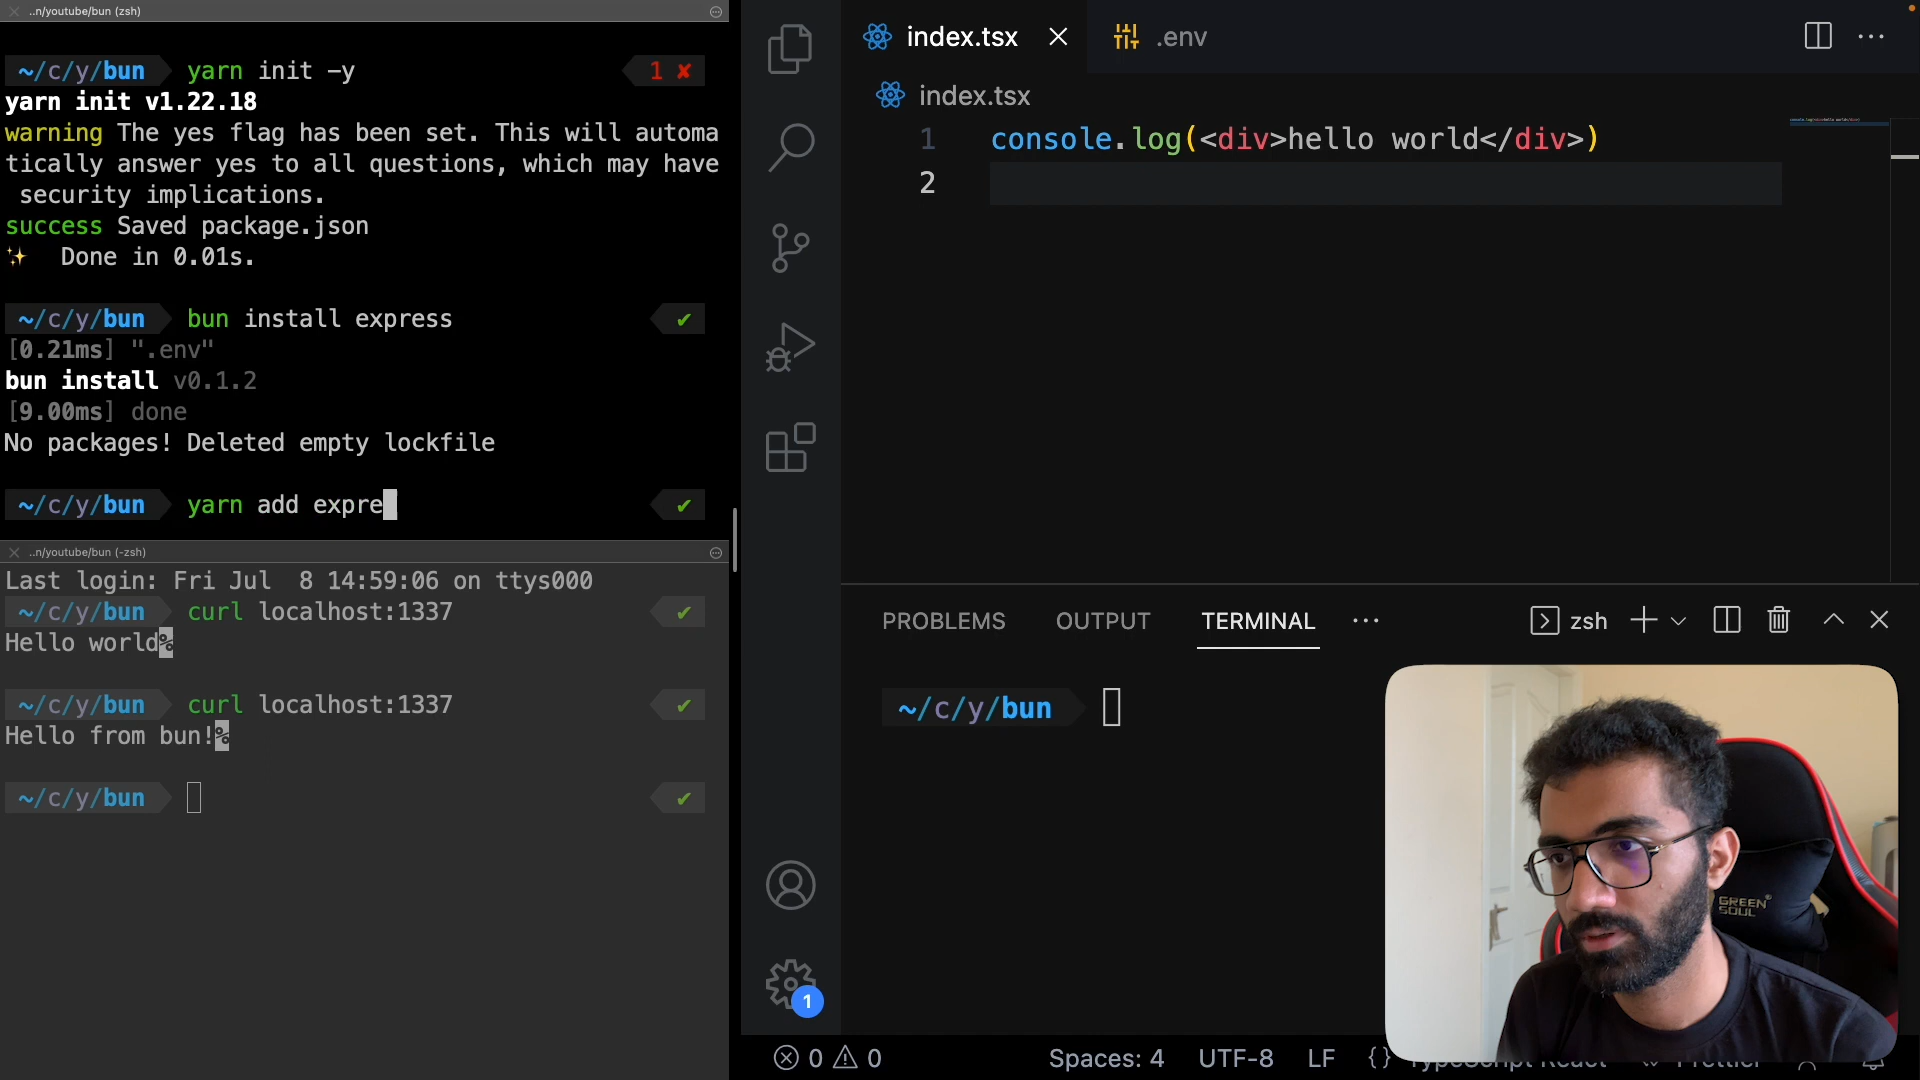 ..n/youtube/bun (zsh)
~/c/y/bun yarn init -y 1 ✘
yarn init v1.22.18
warning The yes flag has been set. This will automa
tically answer yes to all questions, which may have
security implications.
success Saved package.json
✨ Done in 0.01s.
~/c/y/bun bun install express ✔
[0.21ms] ".env"
bun install v0.1.2
[9.00ms] done
No packages! Deleted empty lockfile
~/c/y/bun yarn add expre ✔
..n/youtube/bun (-zsh)
Last login: Fri Jul  8 14:59:06 on ttys000
~/c/y/bun curl localhost:1337 ✔
Hello world%
~/c/y/bun curl localhost:1337 ✔
Hello from bun!%
~/c/y/bun ✔
index.tsx .env
index.tsx
1 console.log(<div>hello world</div>)
2
PROBLEMS OUTPUT TERMINAL ··· zsh
~/c/y/bun
GREEN
SOUL
1
0 0 Spaces: 4 UTF-8 LF {} TypeScript React Prettier